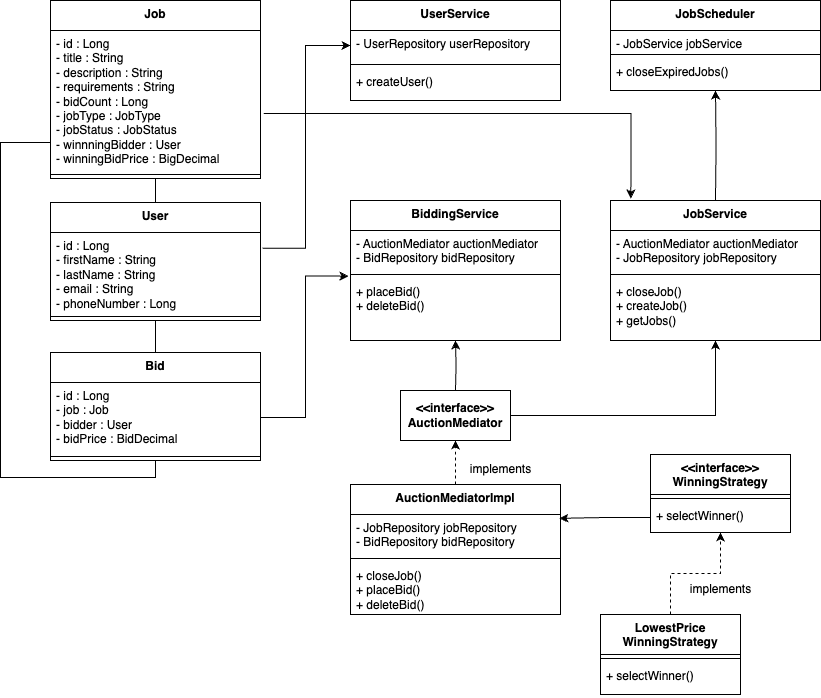 Job
- id : Long
- title : String
- description : String
- requirements : String
- bidCount : Long
- jobType : JobType
- jobStatus : JobStatus
- winnningBidder : User
- winningBidPrice : BigDecimal
UserService
- UserRepository userRepository
+ createUser()
JobScheduler
- JobService jobService
+ closeExpiredJobs()
User
- id : Long
- firstName : String
- lastName : String
- email : String
- phoneNumber : Long
BiddingService
- AuctionMediator auctionMediator
- BidRepository bidRepository
+ placeBid()
+ deleteBid()
JobService
- AuctionMediator auctionMediator
- JobRepository jobRepository
+ closeJob()
+ createJob()
+ getJobs()
Bid
- id : Long
- job : Job
- bidder : User
- bidPrice : BidDecimal
<<interface>>
AuctionMediator
implements
AuctionMediatorImpl
- JobRepository jobRepository
- BidRepository bidRepository
+ closeJob()
+ placeBid()
+ deleteBid()
<<interface>>
WinningStrategy
+ selectWinner()
implements
LowestPrice
WinningStrategy
+ selectWinner()